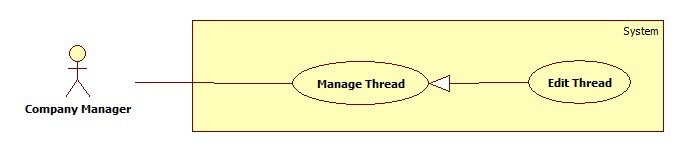 System
Manage Thread
Edit Thread
Company Manager